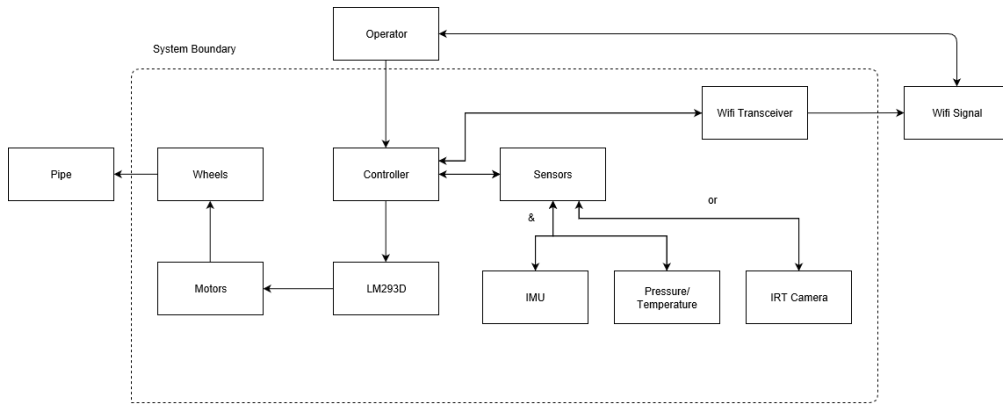 Operator
System Boundary
Wifi Transceiver
Wifi Signal
Pipe
Wheels
Controller
Sensors
&
or
Motors
LM293D
IMU
Pressure/
Temperature
IRT Camera